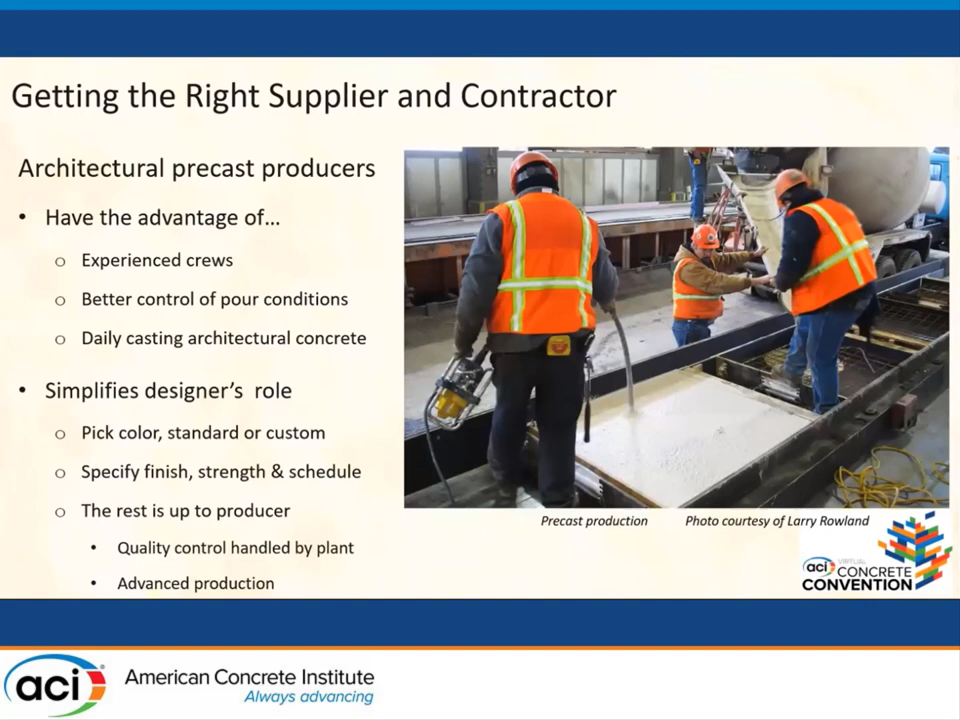 Getting the Right Supplier and Contractor
Architectural precast producers
• Have the advantage of…
o Experienced crews
o Better control of pour conditions
o Daily casting architectural concrete
• Simplifies designer’s role
o Pick color, standard or custom
o Specify finish, strength & schedule
o The rest is up to producer
• Quality control handled by plant
• Advanced production
Precast production
Photo courtesy of Larry Rowland
aci VIRTUAL
CONCRETE
CONVENTION
aci
American Concrete Institute
Always advancing